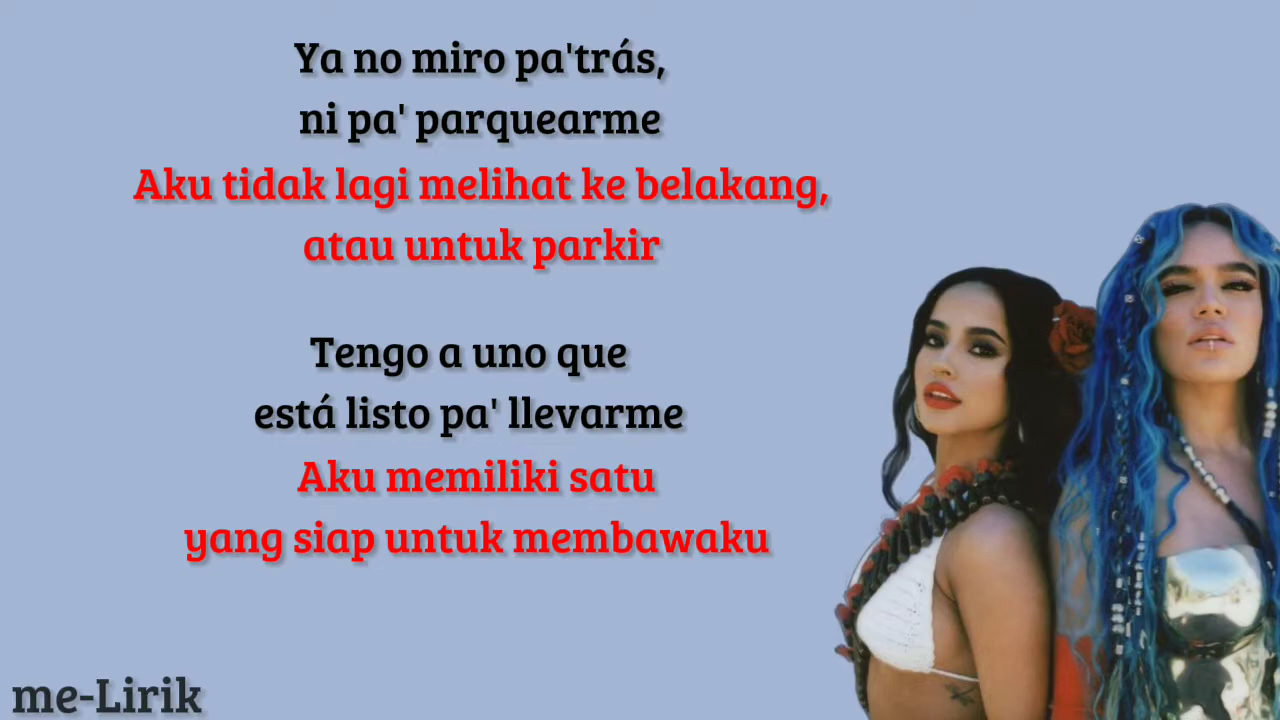 Ya no miro pa'trás,
ni pa' parquearme
Aku tidak lagi melihat ke belakang,
atau untuk parkir
Tengo a uno que
está listo pa' llevarme
Aku memiliki satu
yang siap untuk membawaku
me-Lirik